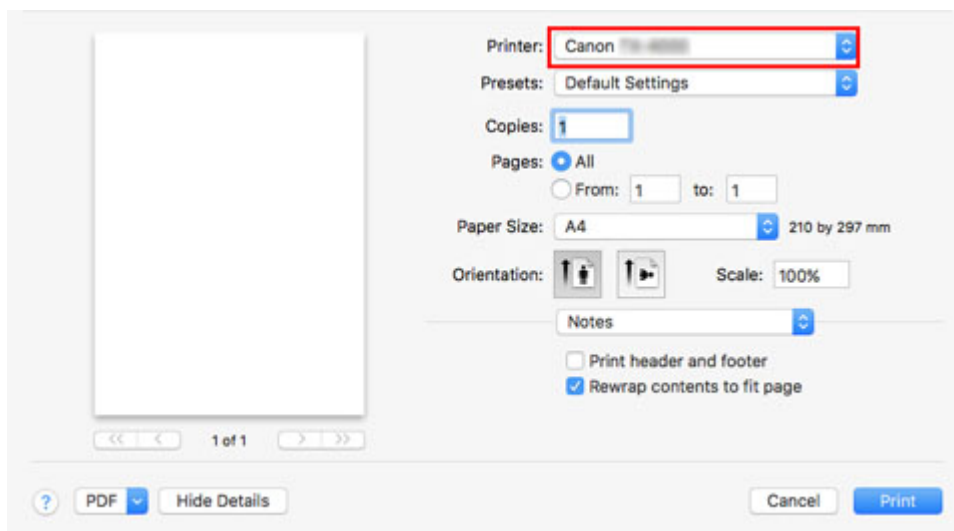 Printer: Canon
Presets: Default Settings
Copies: 1
Pages: All
From: 1 to: 1
Paper Size: A4 210 by 297 mm
Orientation: Scale: 100%
Notes
Print header and footer
Rewrap contents to fit page
<< < 1 of 1 > >>
? PDF Hide Details Cancel Print